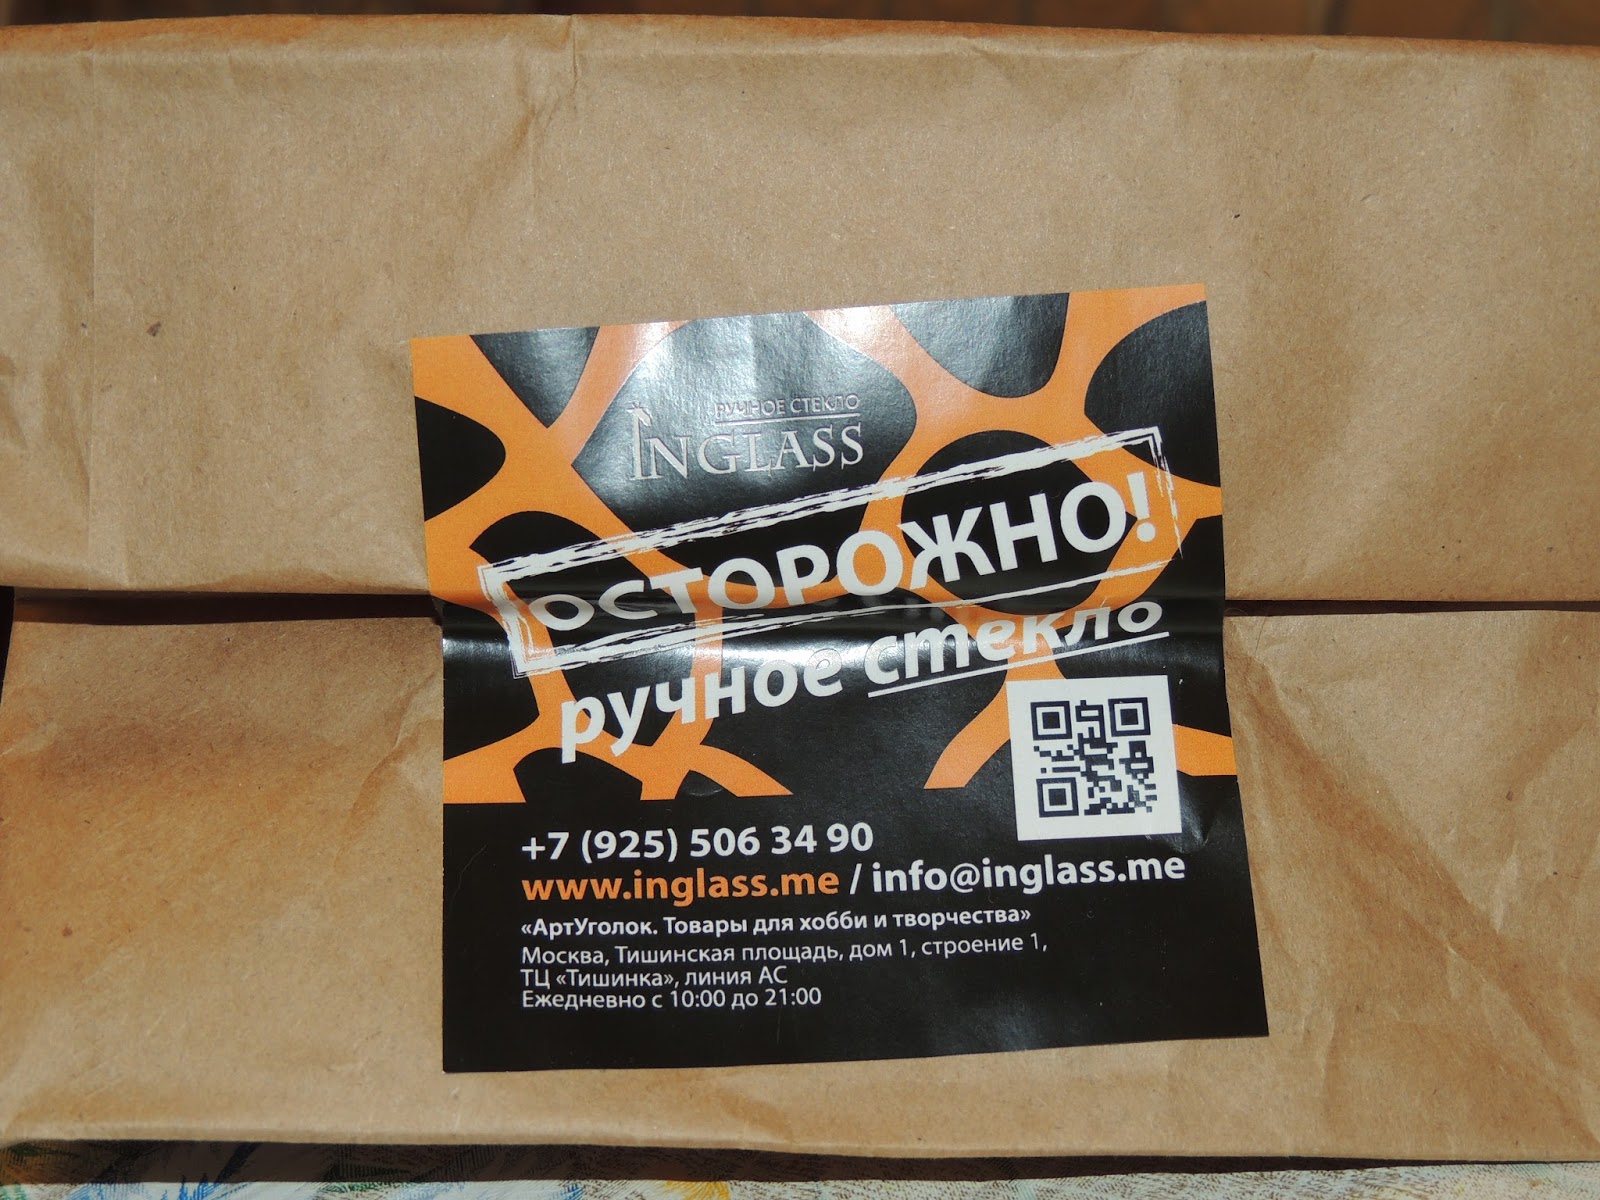 РУЧНОЕ СТЕКЛО
INGLASS
ОСТОРОЖНО!
ручное стекло
+7 (925) 506 34 90
www.inglass.me / info@inglass.me
«АртУголок. Товары для хобби и творчества»
Москва, Тишинская площадь, дом 1, строение 1,
ТЦ «Тишинка», линия АС
Ежедневно с 10:00 до 21:00